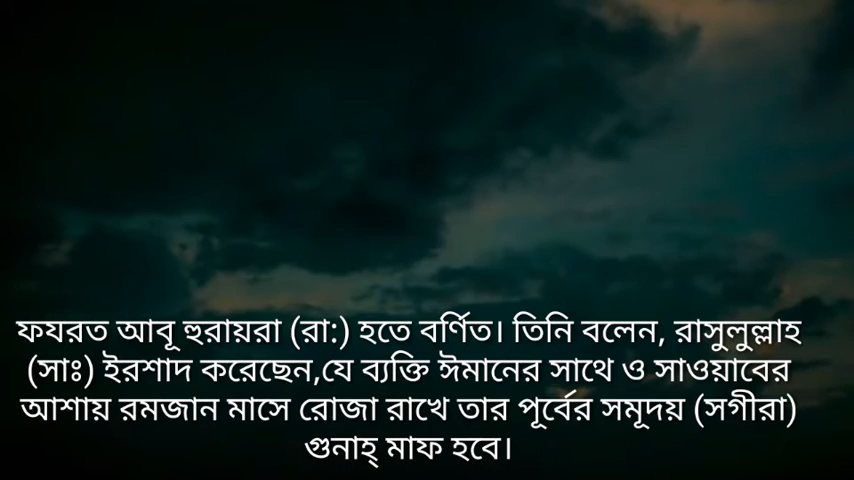 ফযরত আবূ হুরায়রা (রা:) হতে বর্ণিত। তিনি বলেন, রাসুলুল্লাহ
(সাঃ) ইরশাদ করেছেন,যে ব্যক্তি ঈমানের সাথে ও সাওয়াবের
আশায় রমজান মাসে রোজা রাখে তার পূর্বের সমূদয় (সগীরা)
গুনাহ্ মাফ হবে।